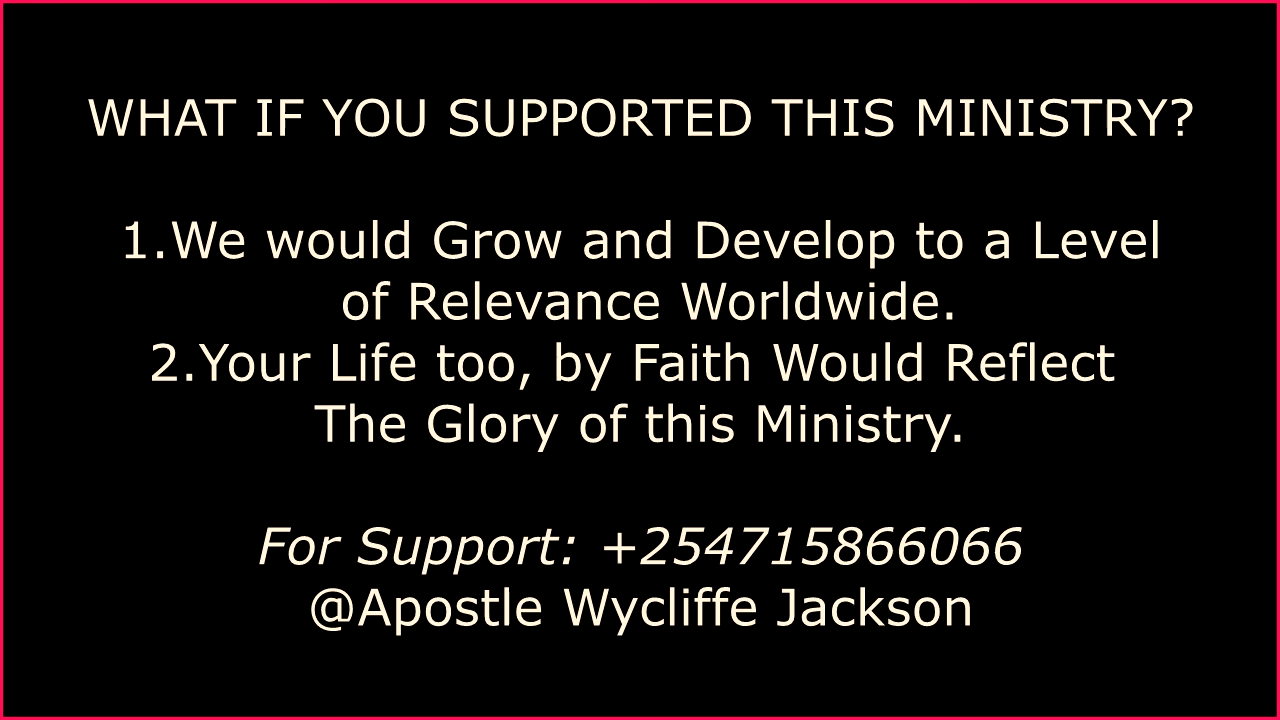 WHAT IF YOU SUPPORTED THIS MINISTRY?
1.We would Grow and Develop to a Level
of Relevance Worldwide.
2.Your Life too, by Faith Would Reflect
The Glory of this Ministry.
For Support: +254715866066
@Apostle Wycliffe Jackson